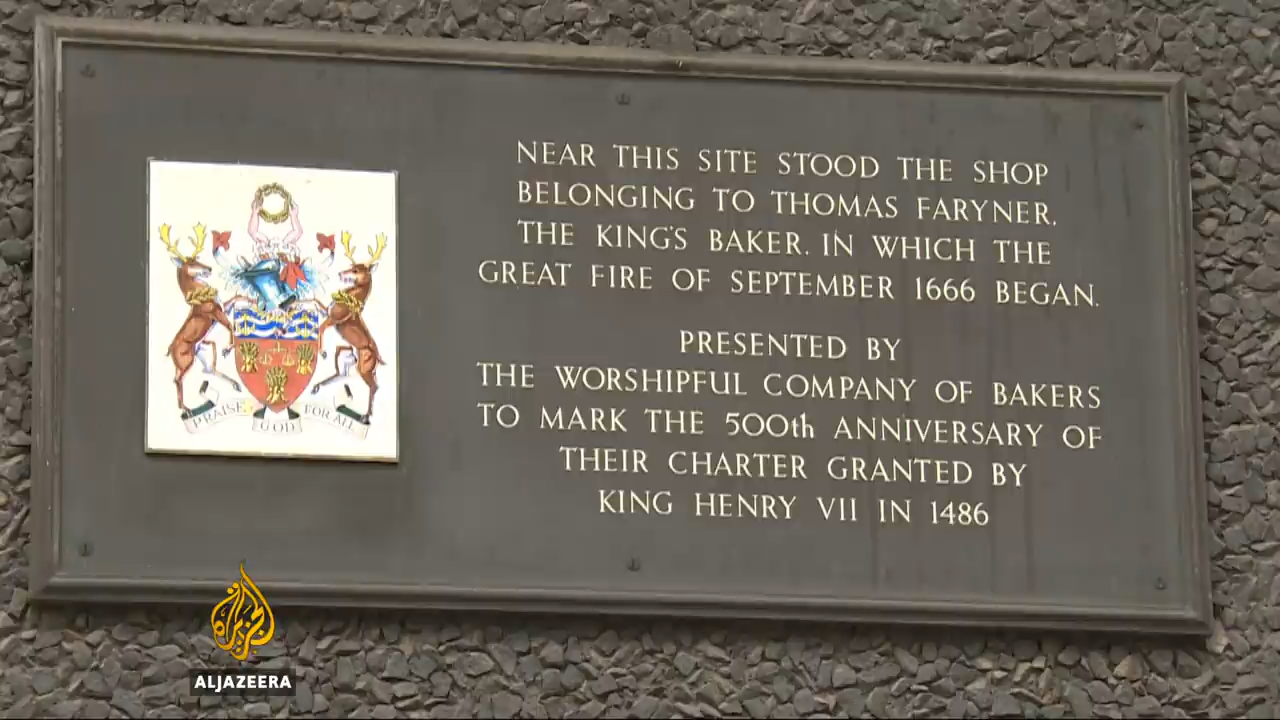 NEAR THIS SITE STOOD THE SHOP
BELONGING TO THOMAS FARYNER,
THE KING'S BAKER, IN WHICH THE
GREAT FIRE OF SEPTEMBER 1666 BEGAN.
PRESENTED BY
THE WORSHIPFUL COMPANY OF BAKERS
TO MARK THE 500th ANNIVERSARY OF
THEIR CHARTER GRANTED BY
KING HENRY VII IN 1486
PRAISE GOD FOR ALL
الجزيرة
ALJAZEERA